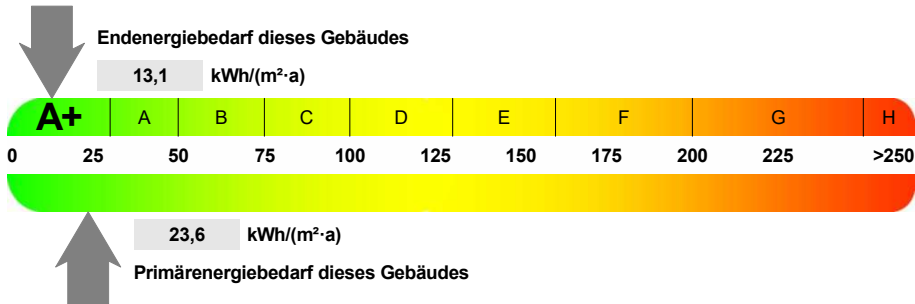 Endenergiebedarf dieses Gebäudes
13,1 kWh/(m²·a)
A+ A B C D E F G H
0 25 50 75 100 125 150 175 200 225 >250
23,6 kWh/(m²·a)
Primärenergiebedarf dieses Gebäudes